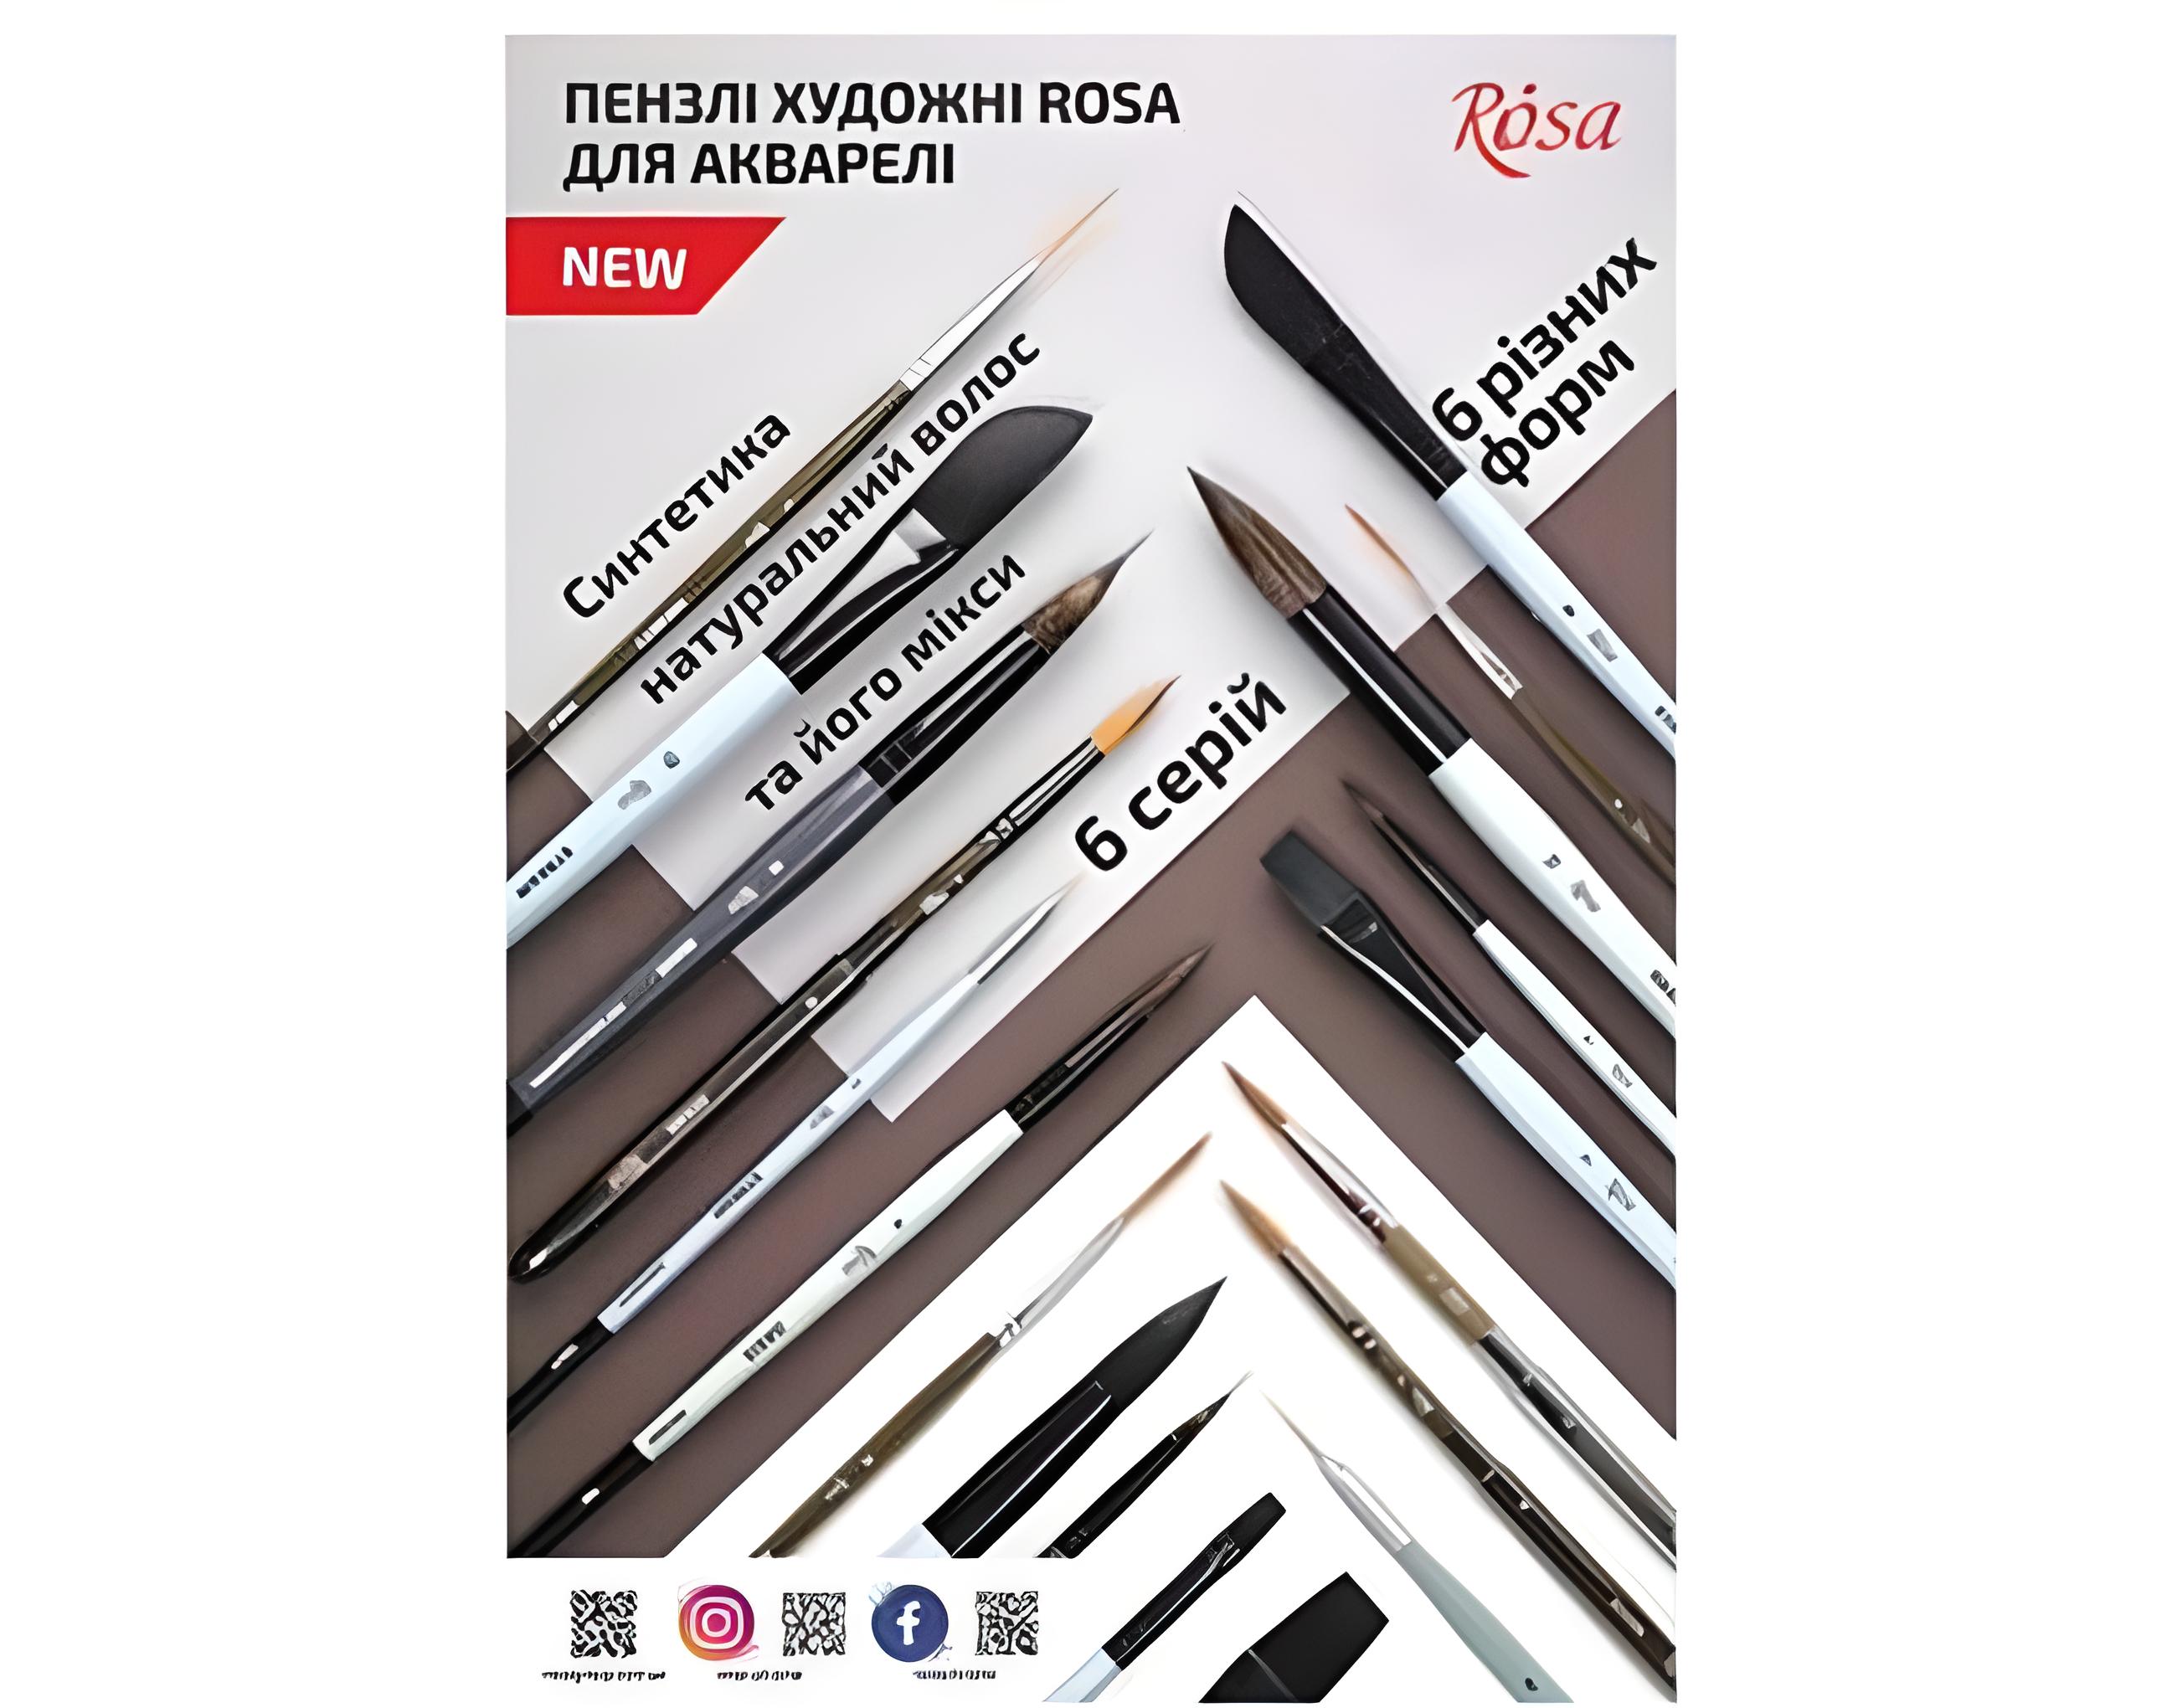 ПЕНЗЛІ ХУДОЖНІ ROSA
ДЛЯ АКВАРЕЛІ
Rosa
NEW
Синтетика
натуральний волос
та його мікси
6 серій
6 різних
форм